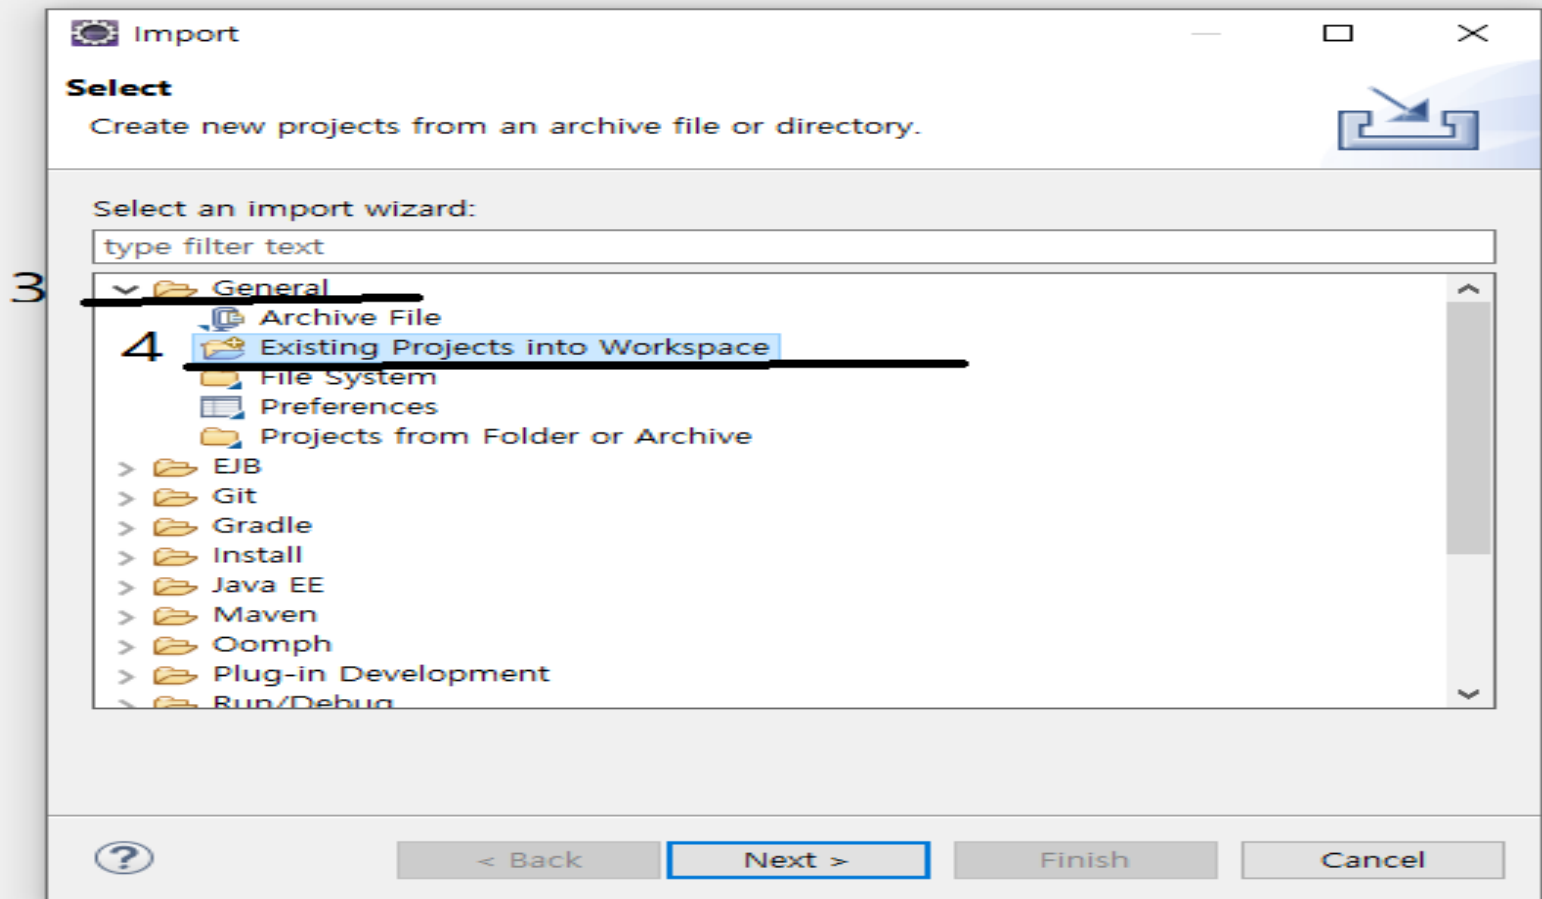 Import
Select
Create new projects from an archive file or directory.
Select an import wizard:
type filter text
3
General
Archive File
4
Existing Projects into Workspace
File System
Preferences
Projects from Folder or Archive
EJB
Git
Gradle
Install
Java EE
Maven
Oomph
Plug-in Development
Run/Debug
?
< Back
Next >
Finish
Cancel